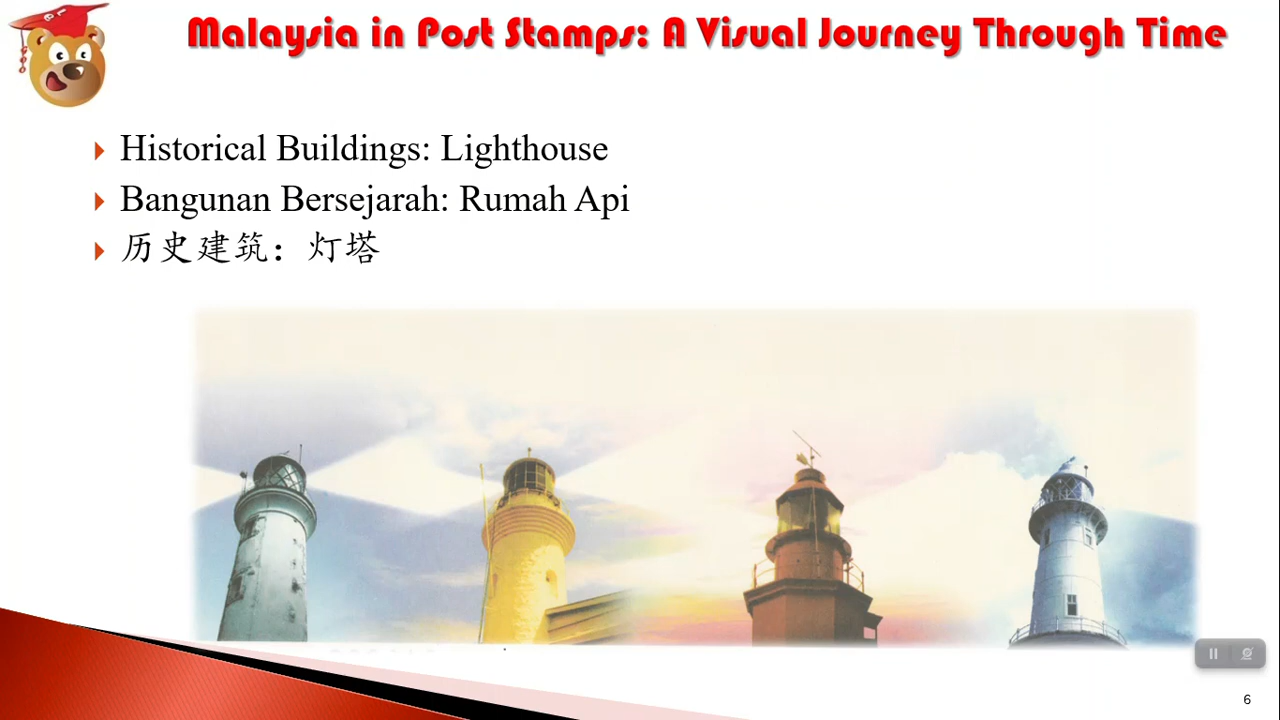 Malaysia in Post Stamps: A Visual Journey Through Time
Historical Buildings: Lighthouse
Bangunan Bersejarah: Rumah Api
历史建筑：灯塔
6